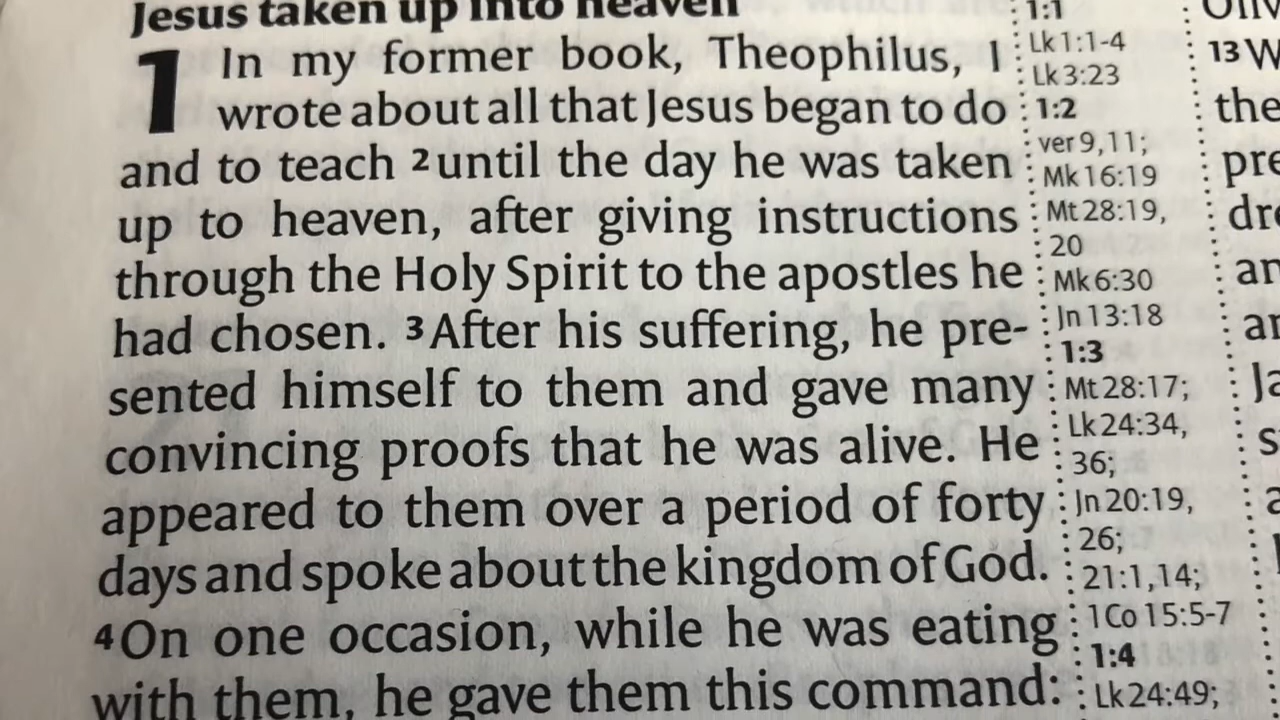 Jesus taken up into heaven
1 In my former book, Theophilus, I
wrote about all that Jesus began to do
and to teach 2 until the day he was taken
up to heaven, after giving instructions
through the Holy Spirit to the apostles he
had chosen. 3 After his suffering, he pre-
sented himself to them and gave many
convincing proofs that he was alive. He
appeared to them over a period of forty
days and spoke about the kingdom of God.
4 On one occasion, while he was eating
with them, he gave them this command:
1:1
Lk 1:1-4
Lk 3:23
1:2
ver 9,11;
Mk 16:19
Mt 28:19,
20
Mk 6:30
Jn 13:18
1:3
Mt 28:17;
Lk 24:34,
36;
Jn 20:19,
26;
21:1,14;
1Co 15:5-7
1:4
Lk 24:49;
13 W
the
pre